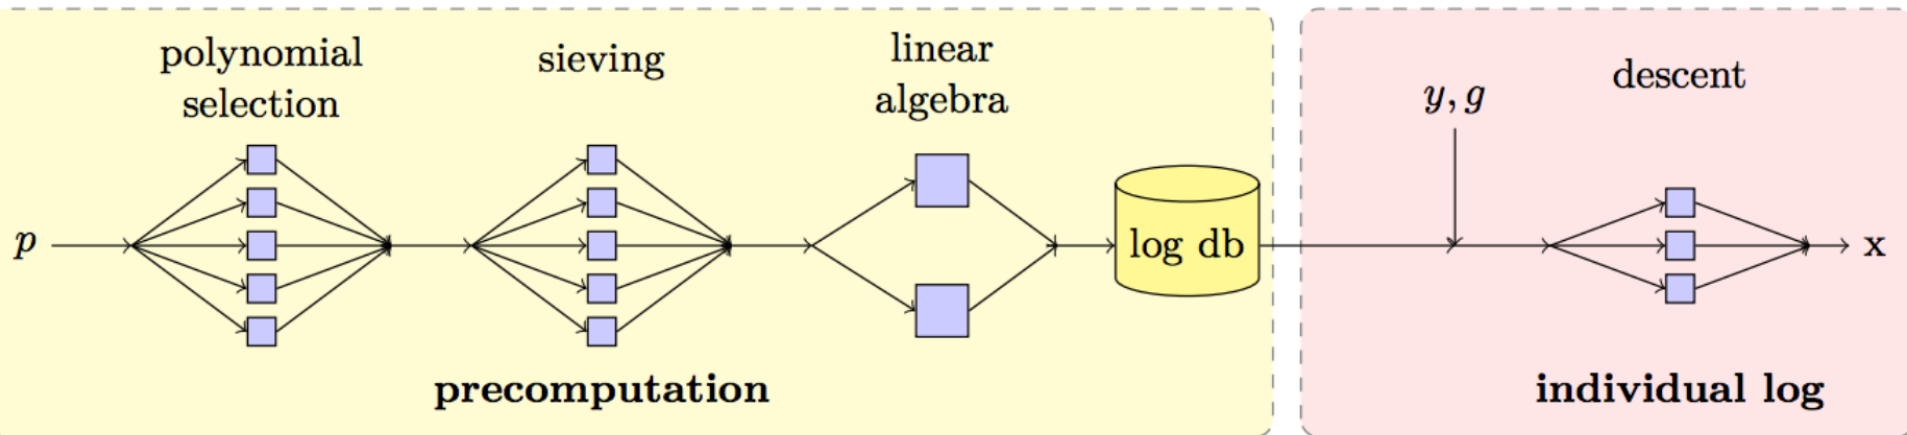 polynomial
selection
sieving
linear
algebra
p
log db
precomputation
y, g
descent
x
individual log